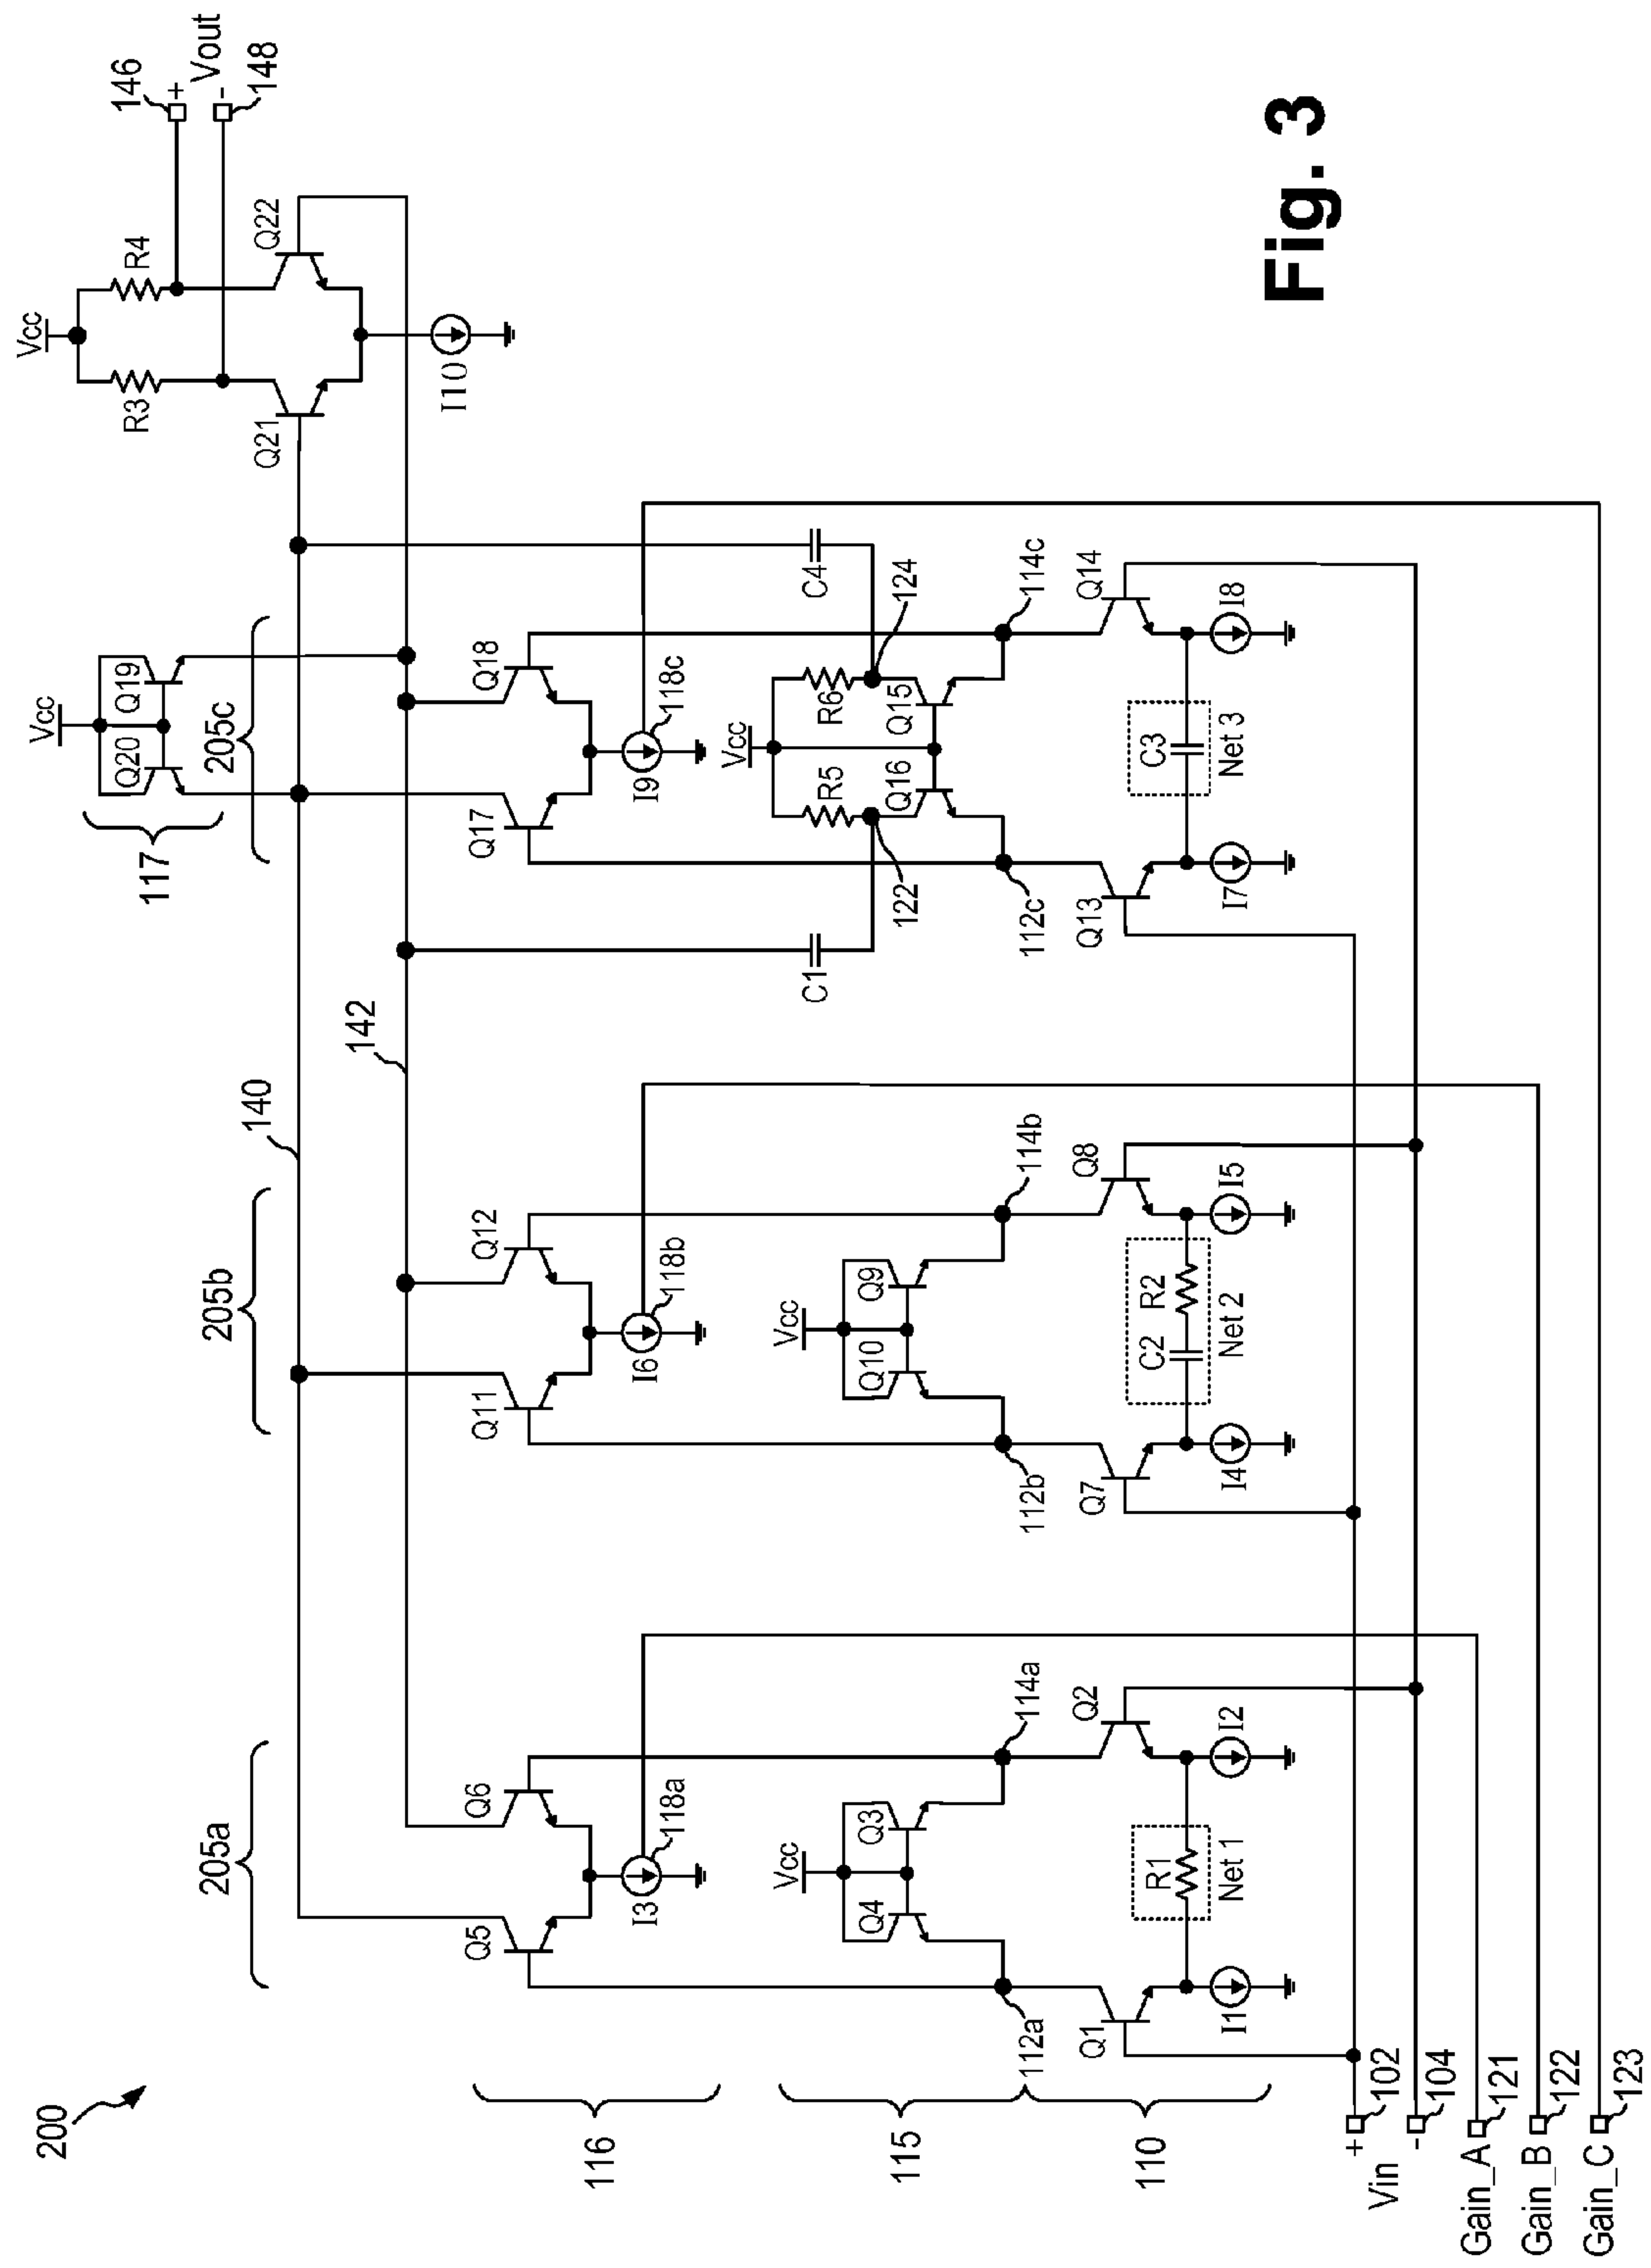 200
205a
205b
140
142
117
205c
Vcc
Q20
Q19
Vcc
R3
R4
146
+
Vout
-
148
Q21
Q22
I10
116
Q5
Q6
I3
118a
Q11
Q12
I6
118b
Q17
Q18
I9
118c
115
Vcc
Q4
Q3
112a
114a
Vcc
Q10
Q9
112b
114b
C1
Vcc
R5
R6
C4
122
Q16
Q15
124
112c
114c
110
Q1
R1
Net 1
Q2
I1
I2
Q7
C2
R2
Net 2
Q8
I4
I5
Q13
C3
Net 3
Q14
I7
I8
+
102
Vin
-
104
Gain_A
121
Gain_B
122
Gain_C
123
Fig. 3